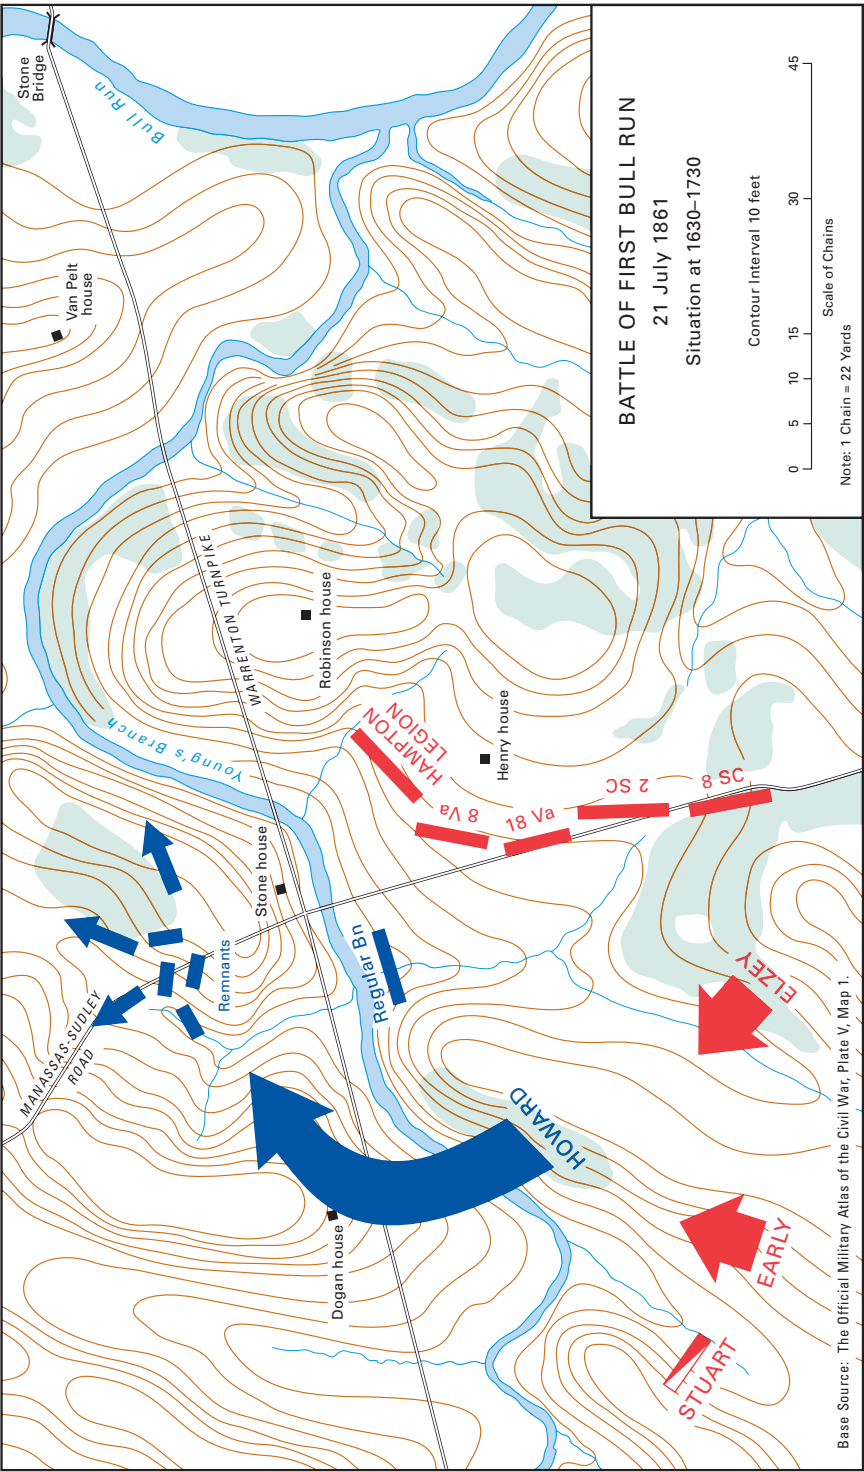 BATTLE OF FIRST BULL RUN
21 July 1861
Situation at 1630–1730
Contour Interval 10 feet
0 5 10 15 30 45
Scale of Chains
Note: 1 Chain = 22 Yards
MANASSAS-SUDLEY
ROAD
Remnants
Stone house
Dogan house
HOWARD
Regular Bn
Young's Branch
WARRENTON TURNPIKE
Robinson house
Van Pelt
house
Stone
Bridge
Bull Run
HAMPTON
LEGION
Henry house
8 Va
18 Va
2 SC
8 SC
ELZEY
EARLY
STUART
Base Source: The Official Military Atlas of the Civil War, Plate V, Map 1.